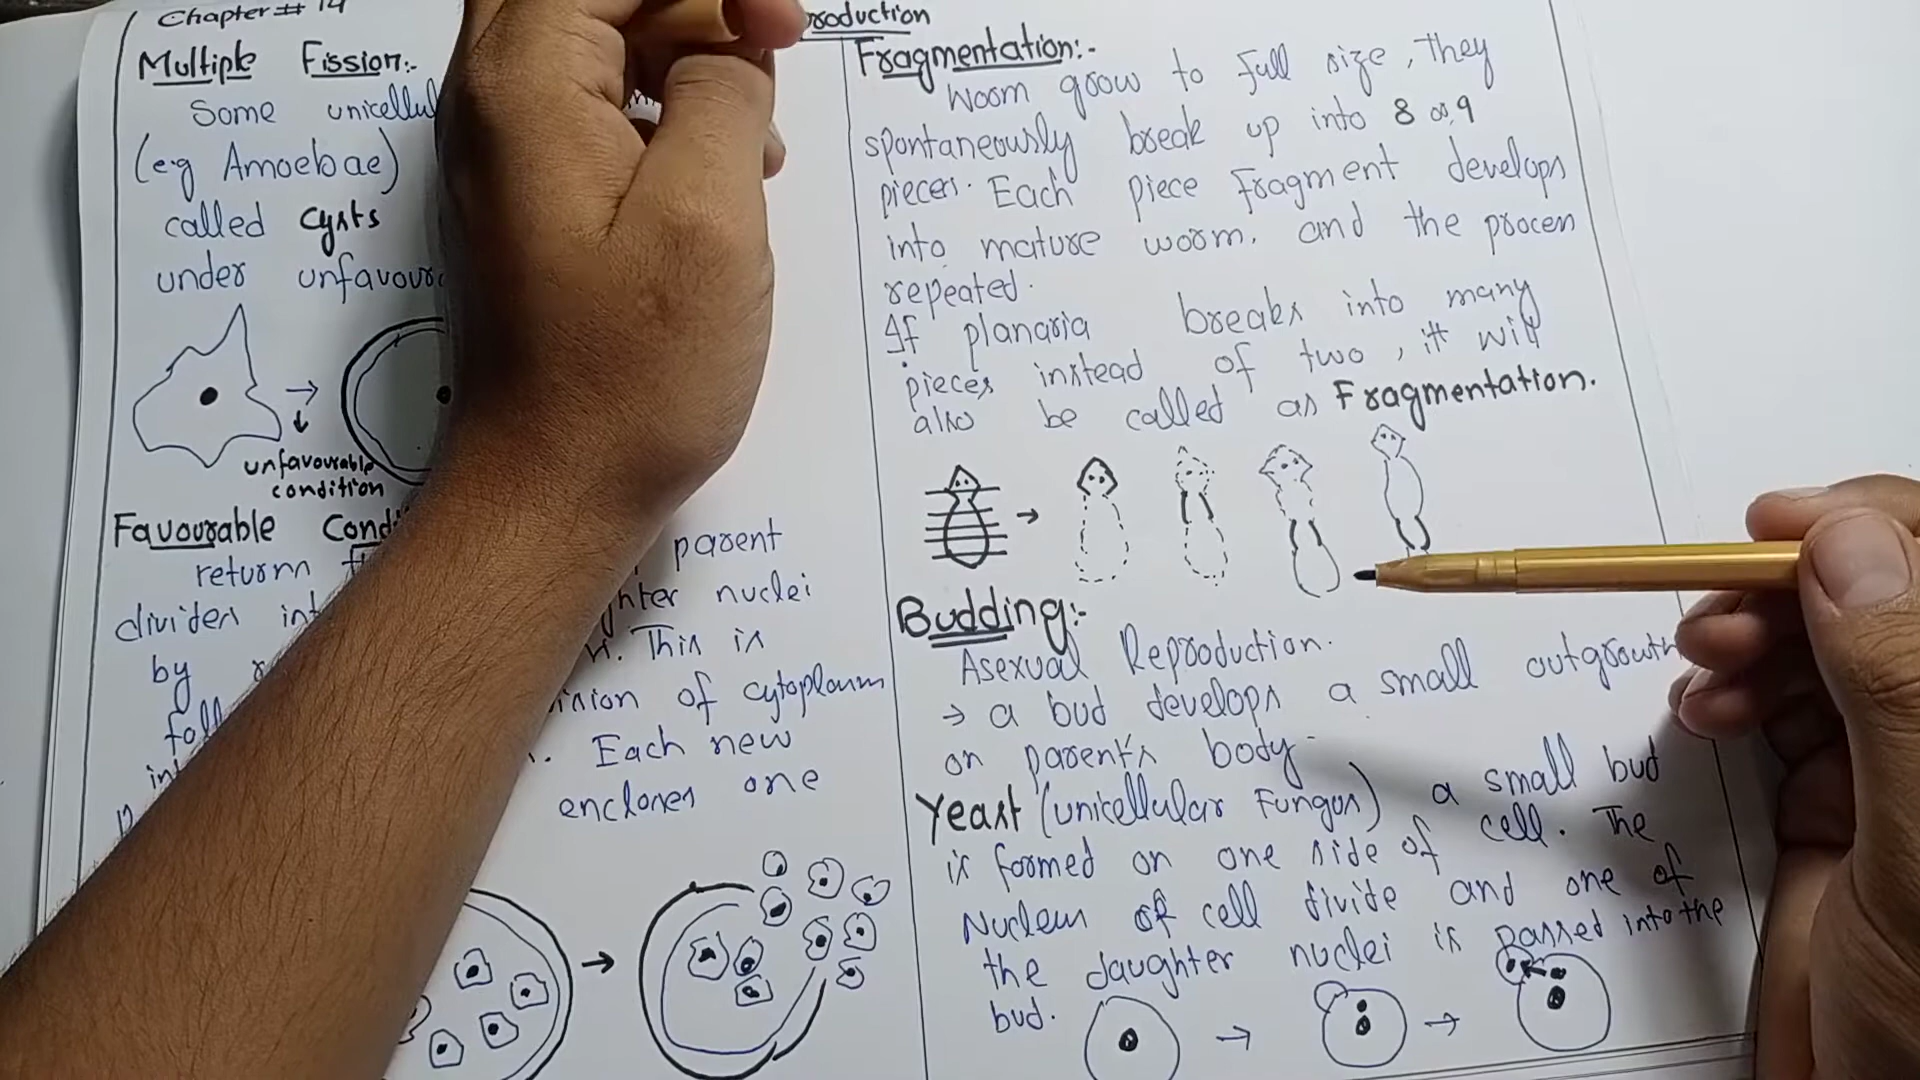 Chapter # 14
Multiple Fission:-
Some unicellul
(e.g Amoebae)
called Cysts
under unfavour
unfavourable
condition
Favourable Cond
parent
return
divides int
nuclei
by
This is
of cytoplasm
Each new
encloses one
roduction
Fragmentation:-
Worm grow to full size, They
spontaneously break up into 8 or 9
pieces. Each piece Fragment develops
into mature worm. and the process
repeated.
If planaria breaks into many
pieces instead of two, it will
also be called as Fragmentation.
Budding:-
Asexual Reproduction.
→ a bud develops a small outgrowth
on parent's body.
Yeast (unicellular Fungus) a small bud
is formed on one side of cell. The
Nucleus of cell divide and one of
the daughter nuclei is passed into the
bud.